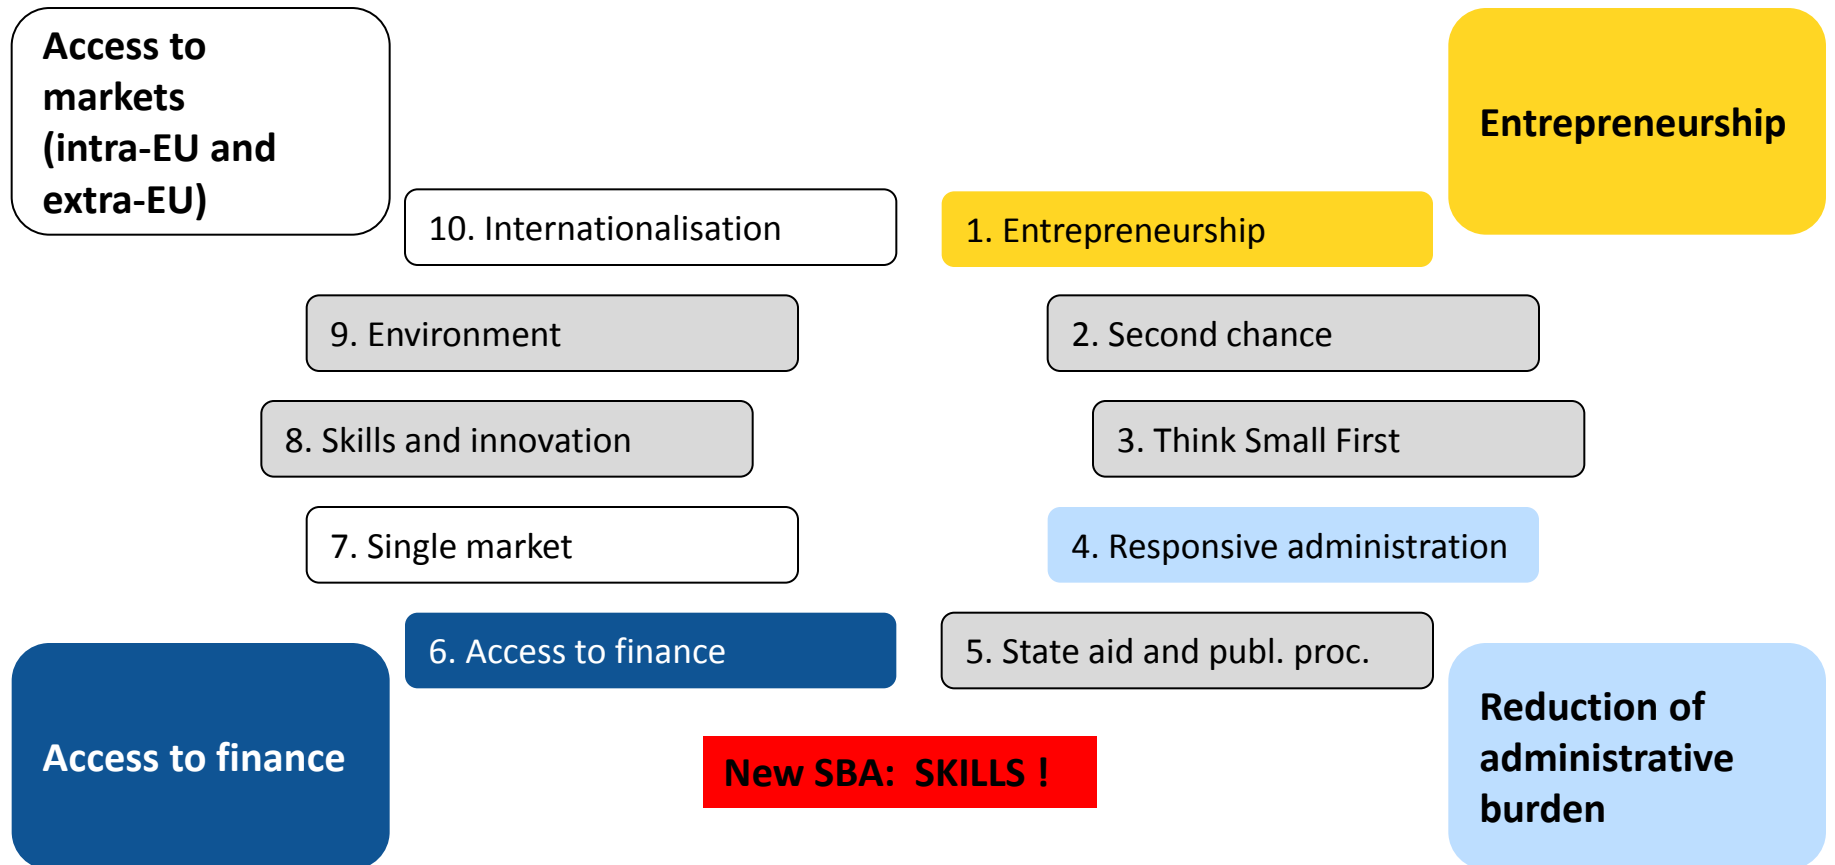 Access to
markets
(intra-EU and
extra-EU)
Entrepreneurship
10. Internationalisation
1. Entrepreneurship
9. Environment
2. Second chance
8. Skills and innovation
3. Think Small First
7. Single market
4. Responsive administration
6. Access to finance
5. State aid and publ. proc.
Access to finance
New SBA:  SKILLS !
Reduction of
administrative
burden